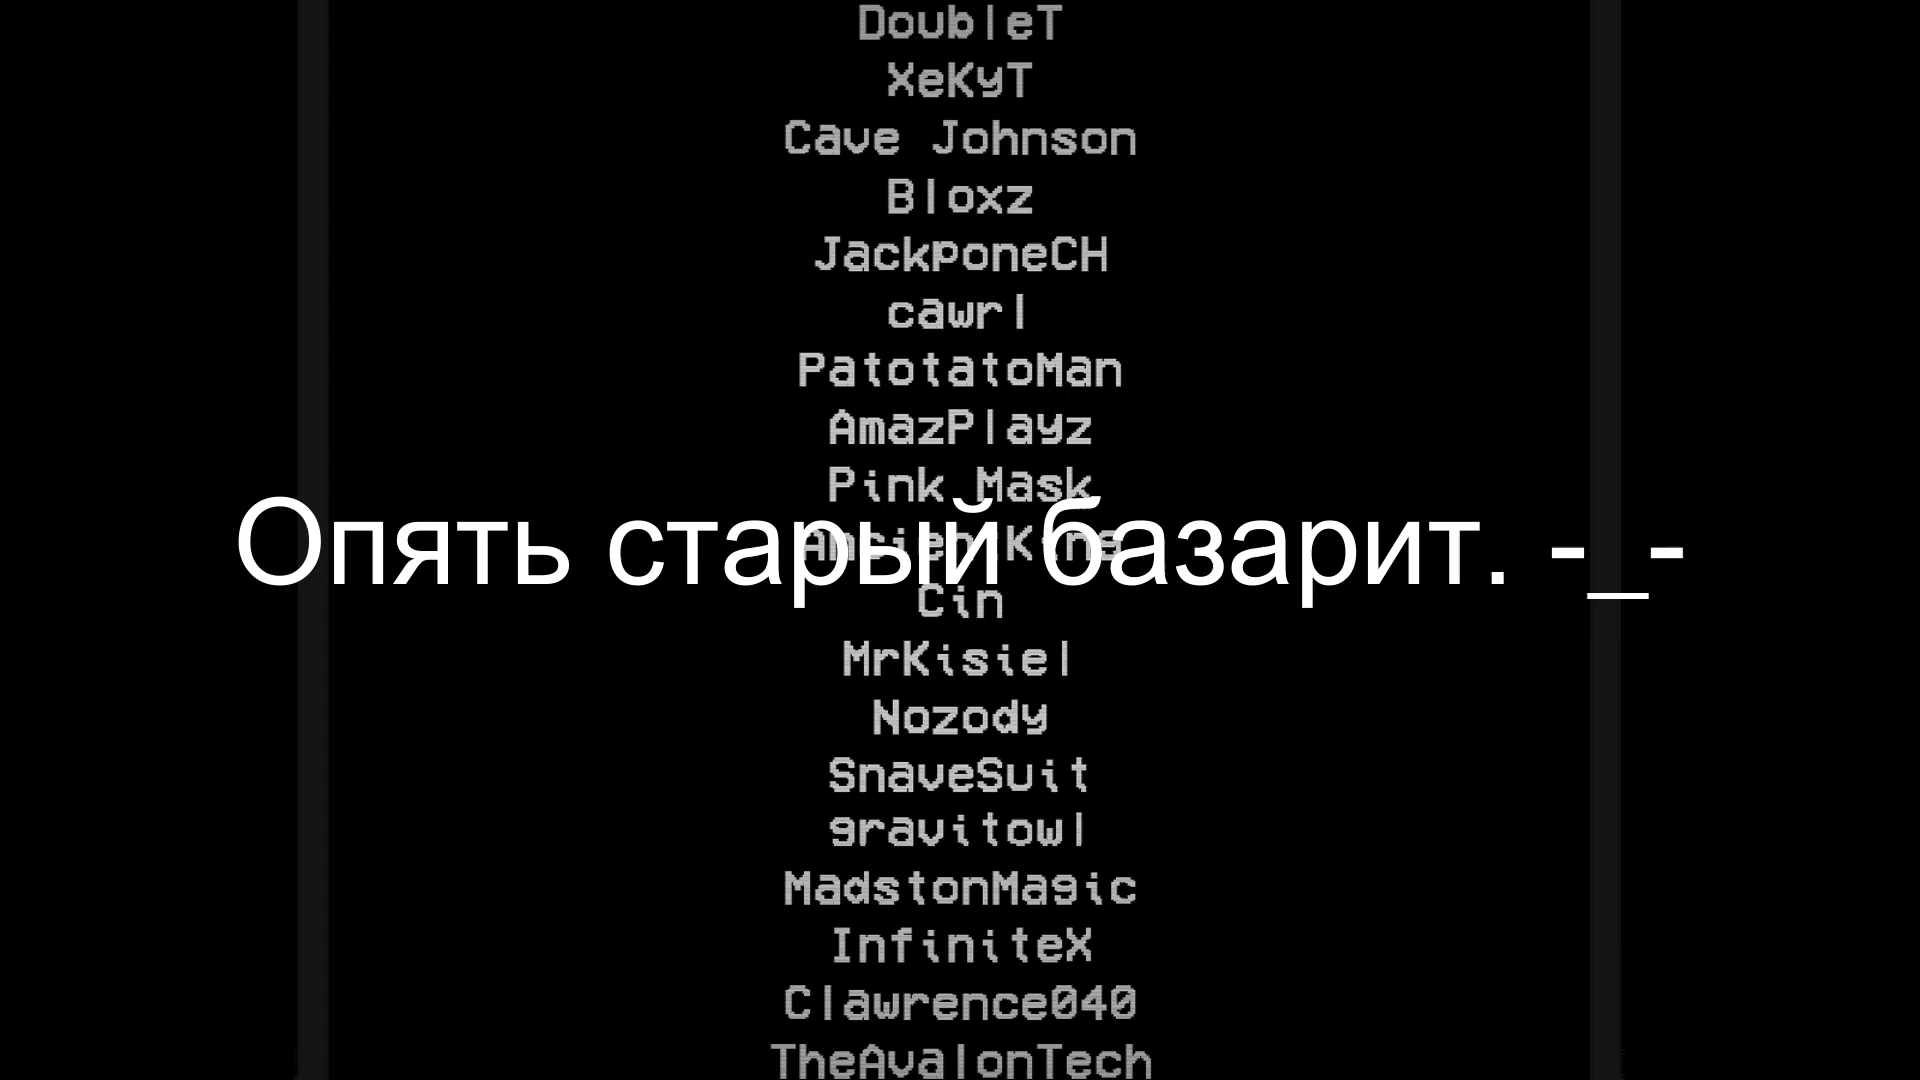 DoubleT
XeKyT
Cave Johnson
Bloxz
JackponeCH
cawrl
PatotatoMan
AmazPlayz
Pink Mask
Опять старый базарит. -_-
Cin
MrKisiel
Nozody
SnaveSuit
gravitowl
MadstonMagic
InfiniteX
Clawrence040
TheAvalonTech